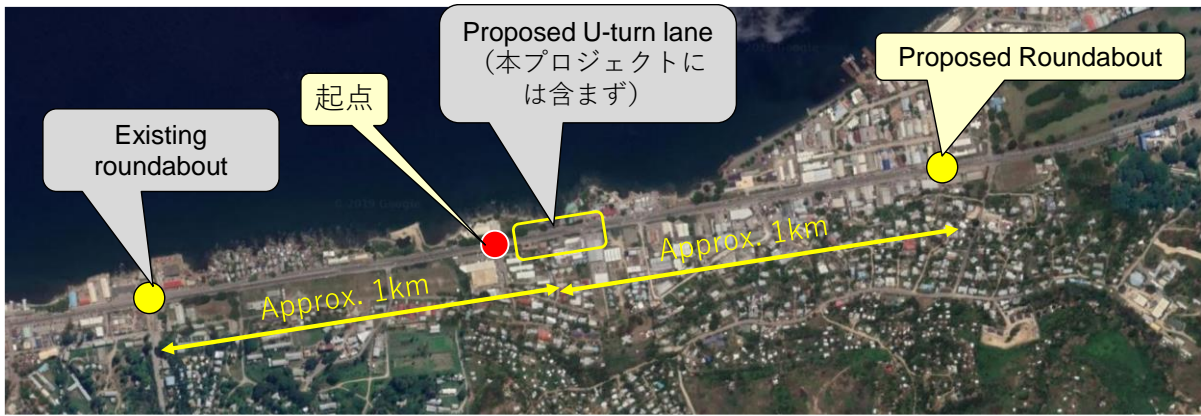 Proposed U-turn lane
（本プロジェクトに
は含まず）
Proposed Roundabout
起点
Existing
roundabout
Approx. 1km
Approx. 1km